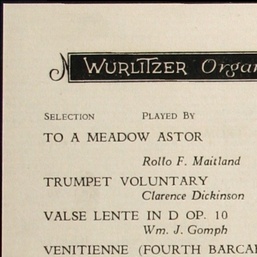 WURLITZER Organ
SELECTION PLAYED BY
TO A MEADOW ASTOR
Rollo F. Maitland
TRUMPET VOLUNTARY
Clarence Dickinson
VALSE LENTE IN D OP. 10
Wm. J. Gomph
VENITIENNE (FOURTH BARCA